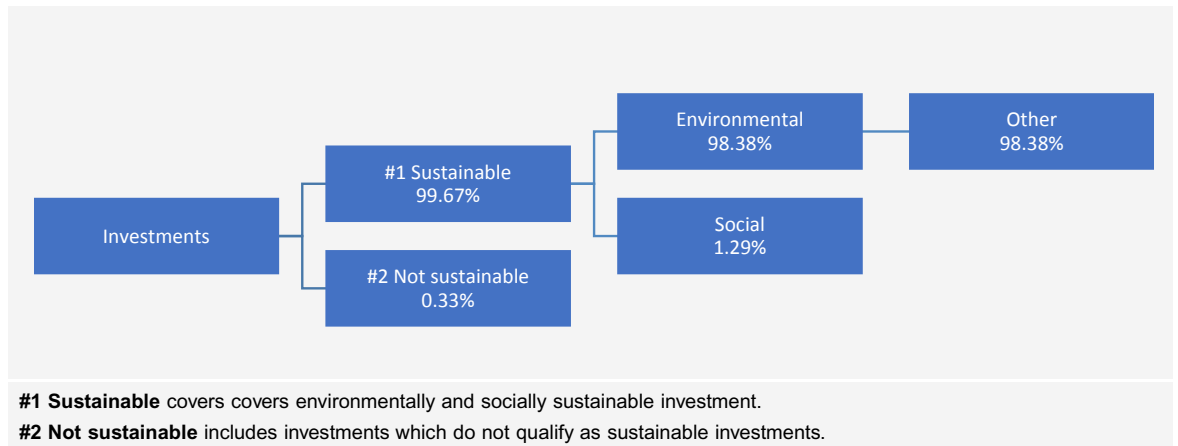 Environmental
98.38%
Other
98.38%
#1 Sustainable
99.67%
Investments
Social
1.29%
#2 Not sustainable
0.33%
#1 Sustainable covers covers environmentally and socially sustainable investment.
#2 Not sustainable includes investments which do not qualify as sustainable investments.